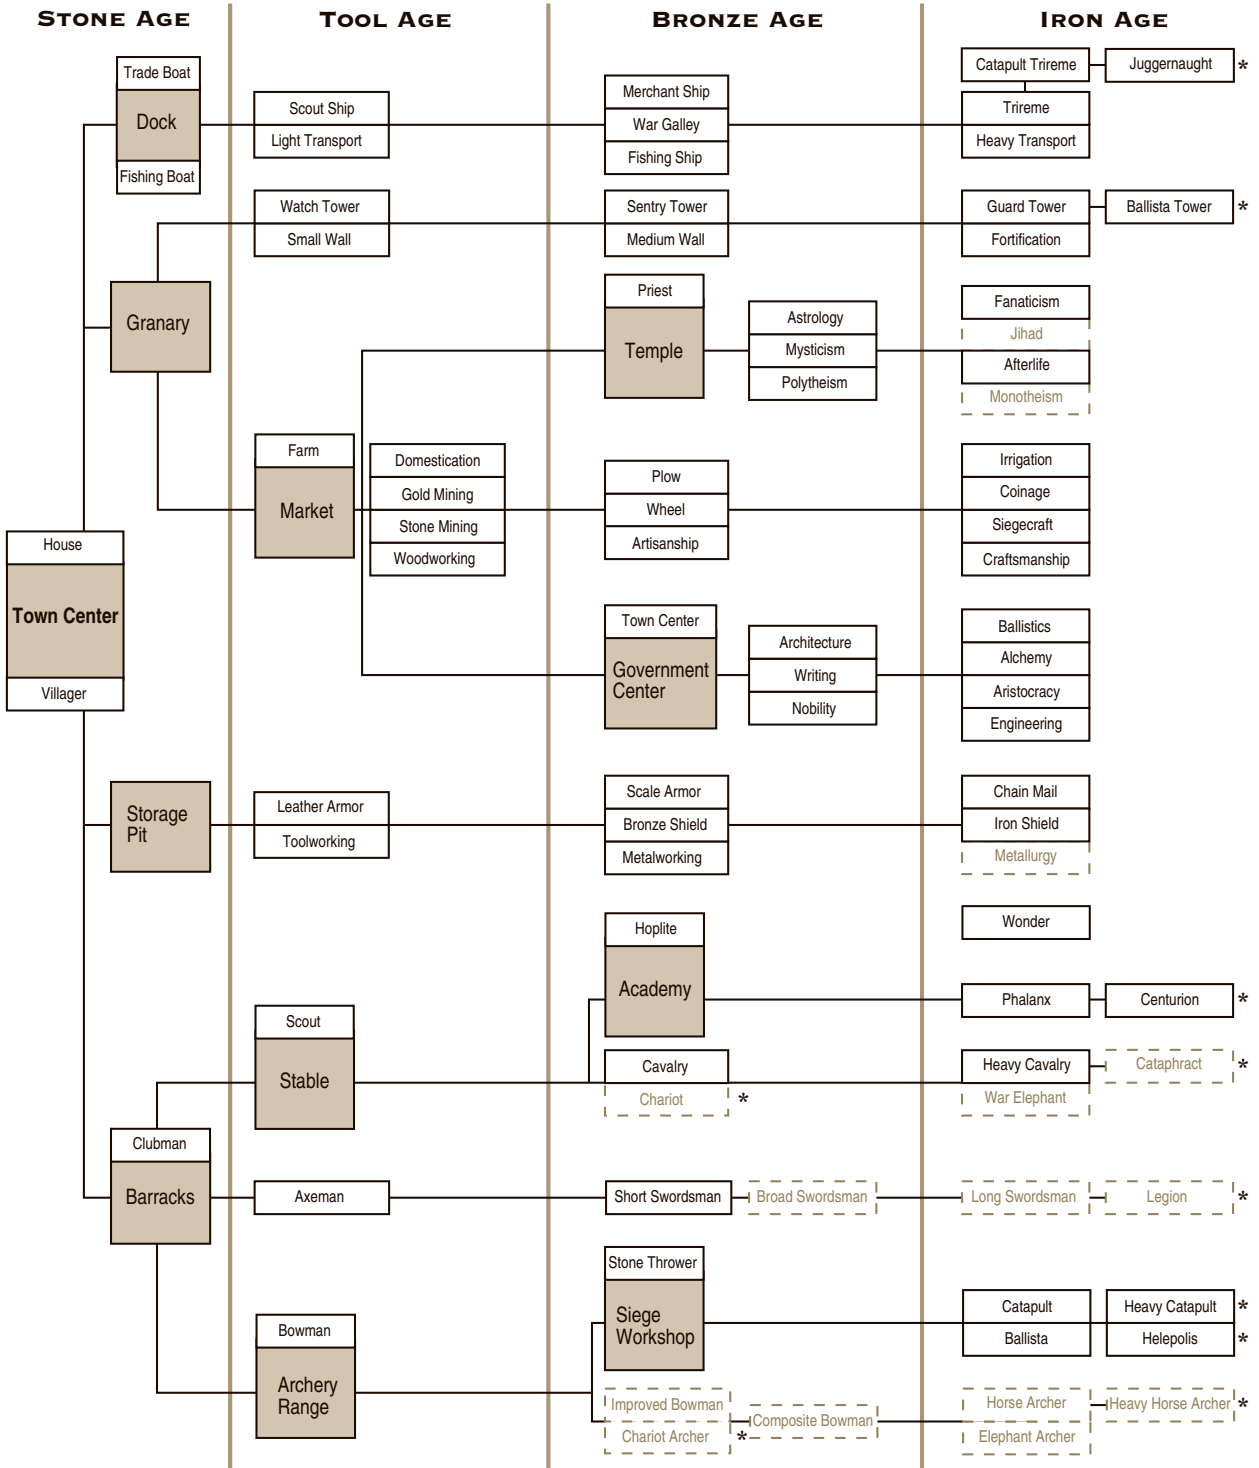 STONE AGE
TOOL AGE
BRONZE AGE
IRON AGE
Trade Boat
Dock
Fishing Boat
Scout Ship
Light Transport
Merchant Ship
War Galley
Fishing Ship
Catapult Trireme
Juggernaught *
Trireme
Heavy Transport
Granary
Watch Tower
Small Wall
Sentry Tower
Medium Wall
Guard Tower
Ballista Tower *
Fortification
Priest
Temple
Astrology
Mysticism
Polytheism
Fanaticism
Jihad
Afterlife
Monotheism
Farm
Market
Domestication
Gold Mining
Stone Mining
Woodworking
Plow
Wheel
Artisanship
Irrigation
Coinage
Siegecraft
Craftsmanship
House
Town Center
Villager
Town Center
Government
Center
Architecture
Writing
Nobility
Ballistics
Alchemy
Aristocracy
Engineering
Storage
Pit
Leather Armor
Toolworking
Scale Armor
Bronze Shield
Metalworking
Chain Mail
Iron Shield
Metallurgy
Wonder
Hoplite
Academy
Phalanx
Centurion *
Scout
Stable
Cavalry
Chariot *
Heavy Cavalry
Cataphract *
War Elephant
Clubman
Barracks
Axeman
Short Swordsman
Broad Swordsman
Long Swordsman
Legion *
Stone Thrower
Siege
Workshop
Catapult
Heavy Catapult *
Ballista
Helepolis *
Bowman
Archery
Range
Improved Bowman
Chariot Archer *
Composite Bowman
Horse Archer
Heavy Horse Archer *
Elephant Archer